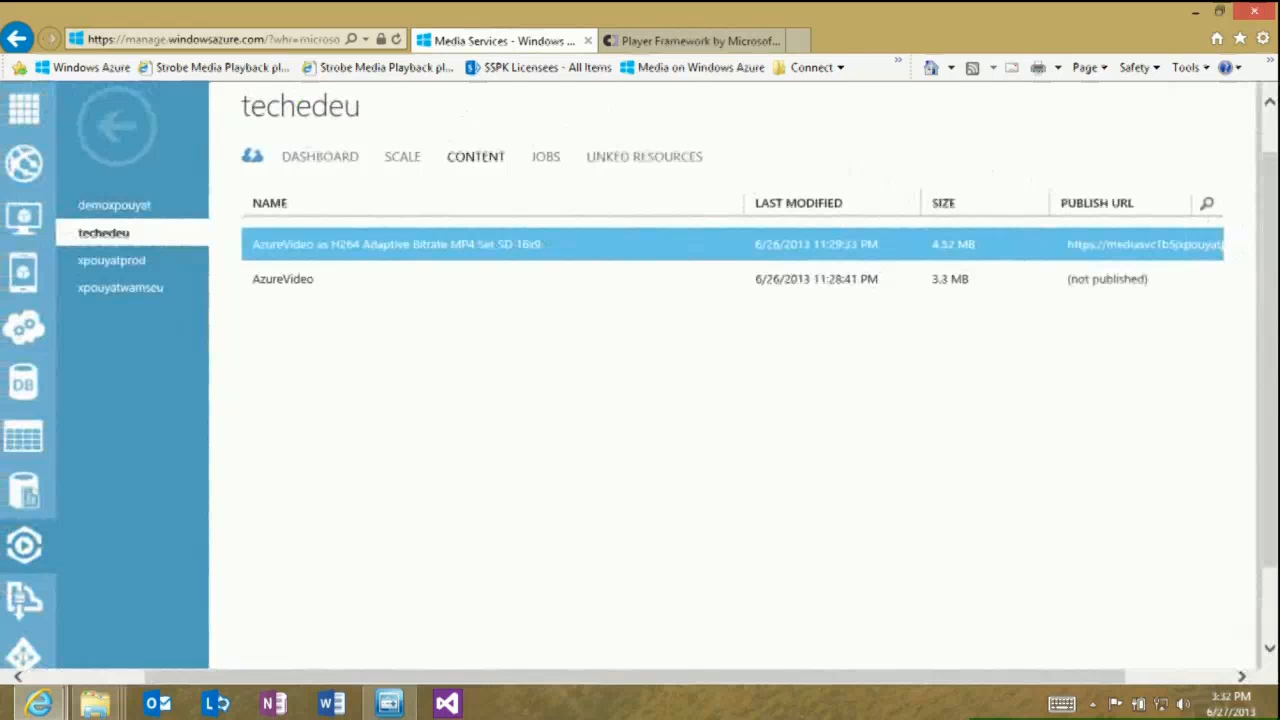 https://manage.windowsazure.com/?whr=microso
Media Services - Windows ...
Player Framework by Microsof...
Windows Azure
Strobe Media Playback pl...
Strobe Media Playback pl...
SSPK Licensees - All Items
Media on Windows Azure
Connect
Page
Safety
Tools
techedeu
DASHBOARD
SCALE
CONTENT
JOBS
LINKED RESOURCES
demoxpouyat
techedeu
xpouyatprod
xpouyatwamseu
NAME
LAST MODIFIED
SIZE
PUBLISH URL
AzureVideo as H264 Adaptive Bitrate MP4 Set SD 16x9
6/26/2013 11:29:33 PM
4.52 MB
AzureVideo
6/26/2013 11:28:41 PM
3.3 MB
(not published)
DB
3:32 PM
6/27/2013